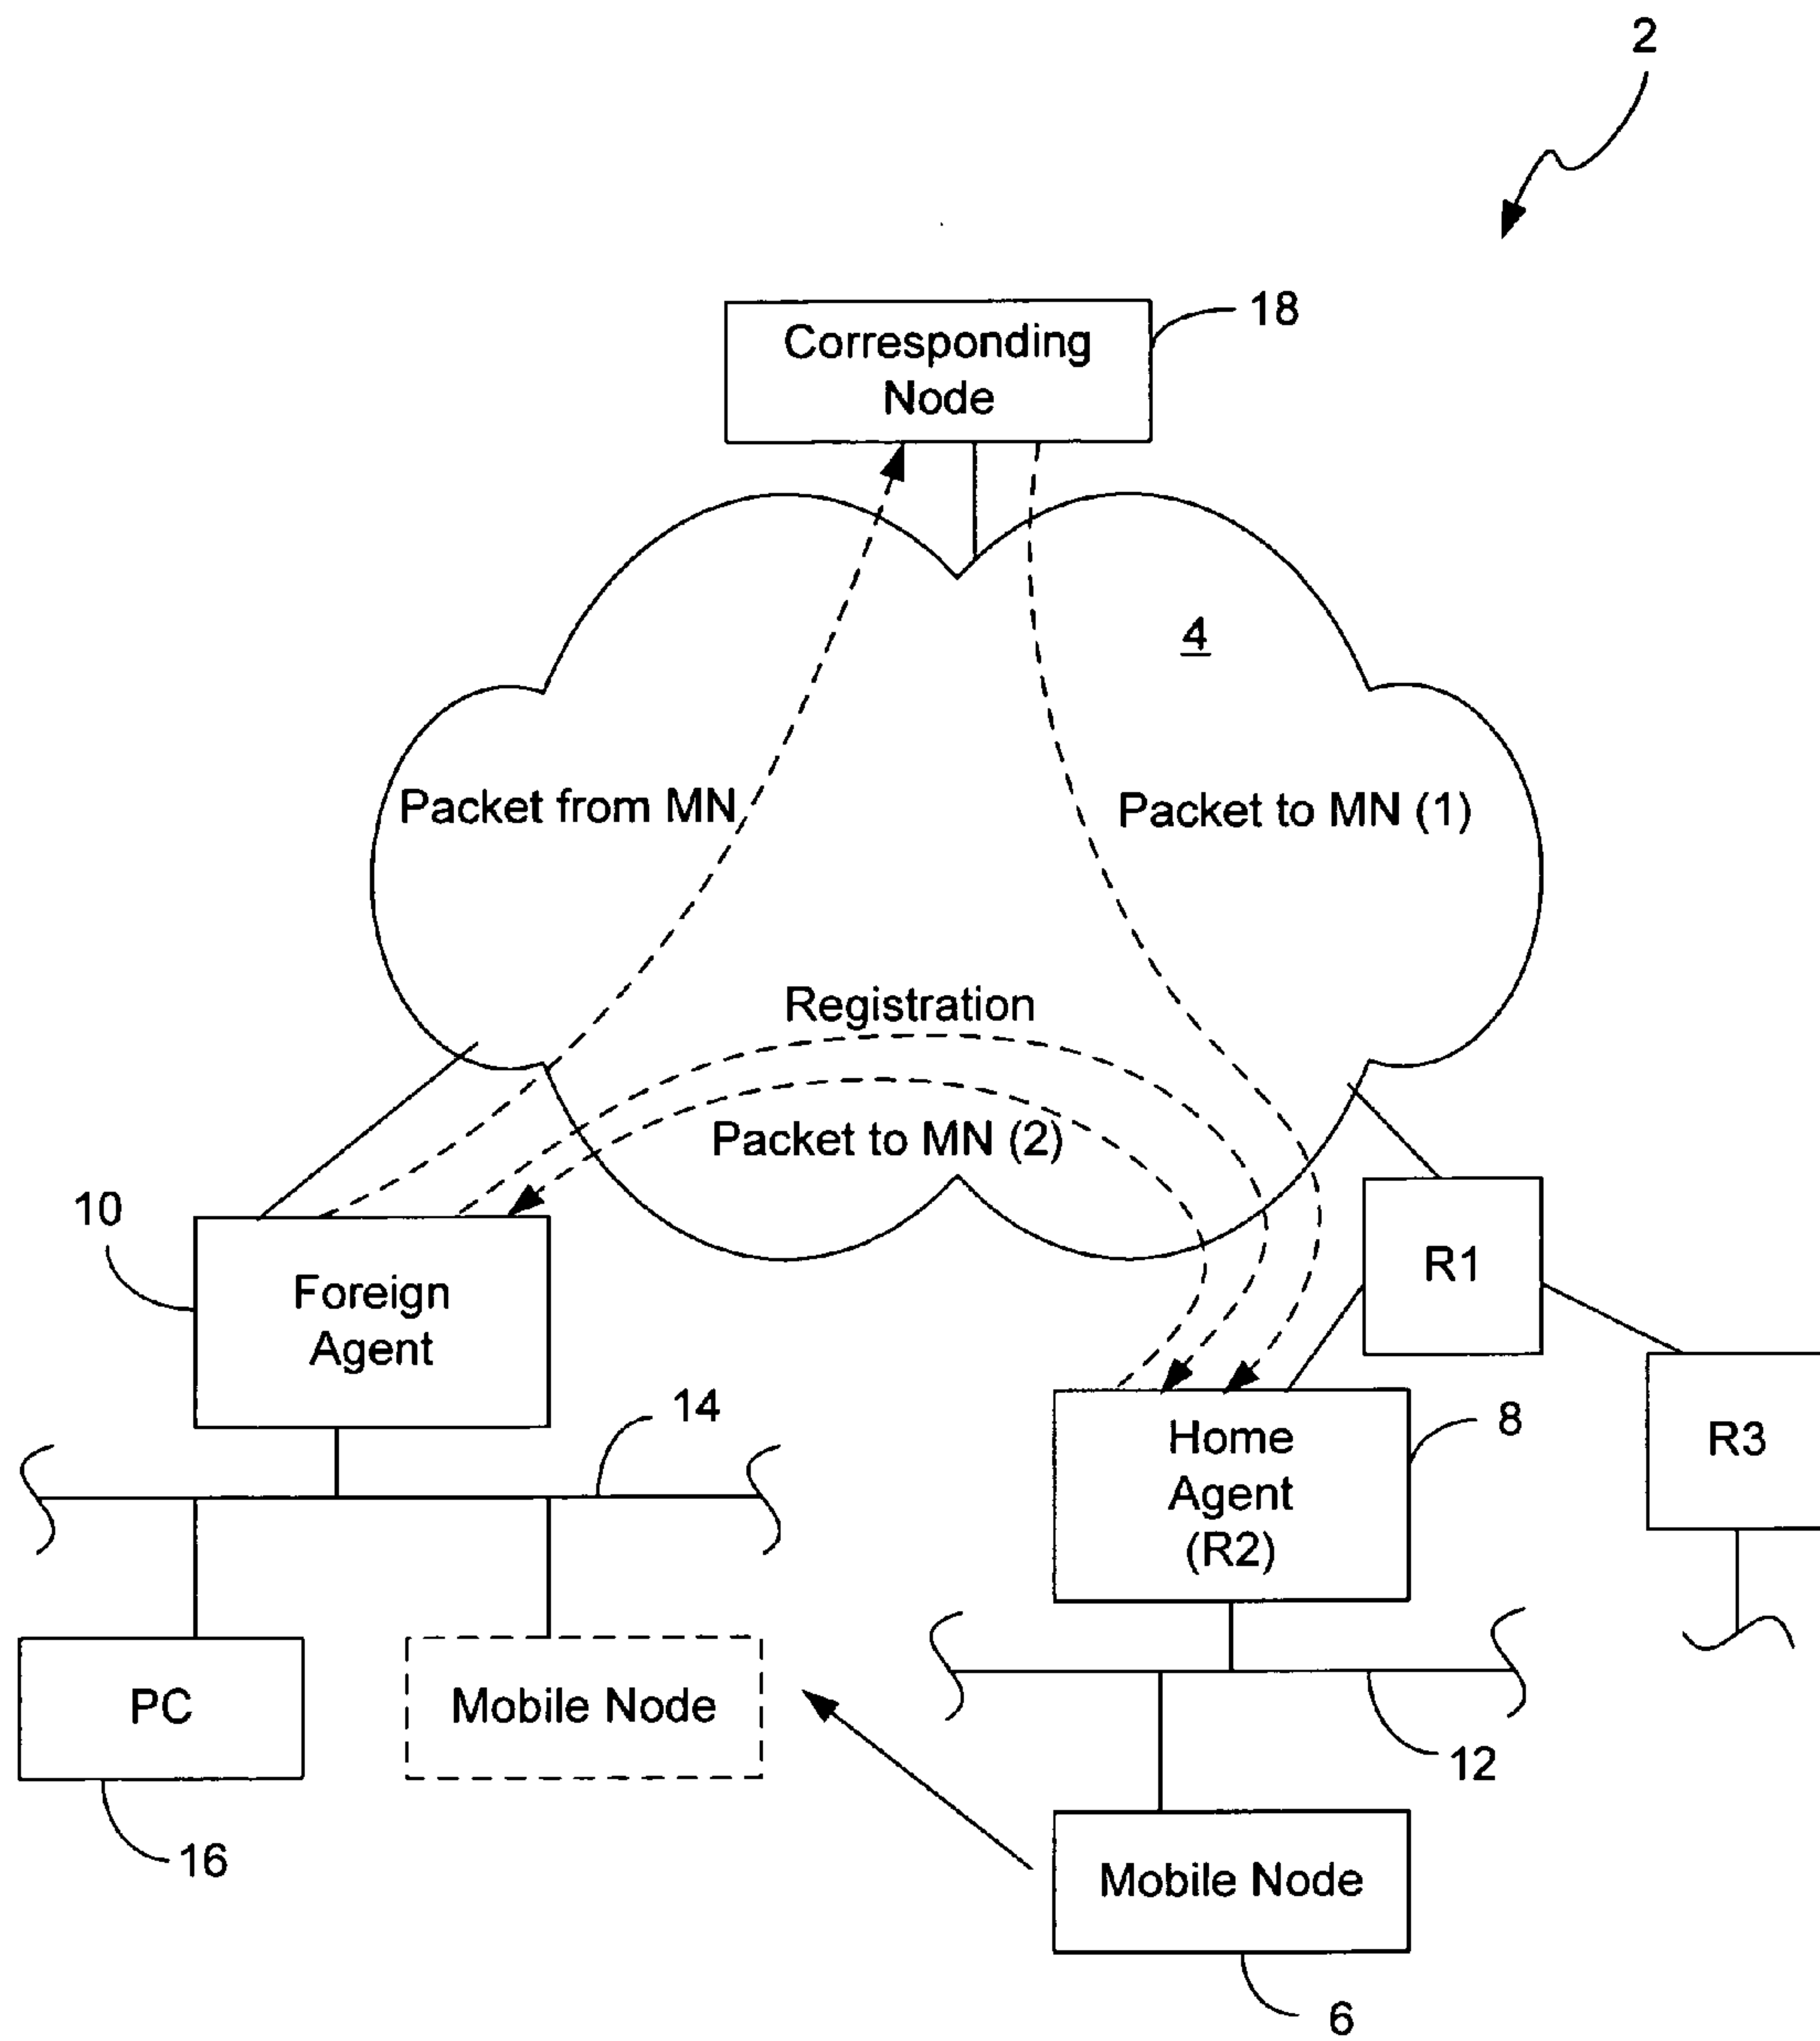 2
Corresponding
Node
18
4
Packet from MN
Packet to MN (1)
Registration
Packet to MN (2)
10
Foreign
Agent
R1
14
Home
Agent
(R2)
8
R3
PC
Mobile Node
12
16
Mobile Node
6